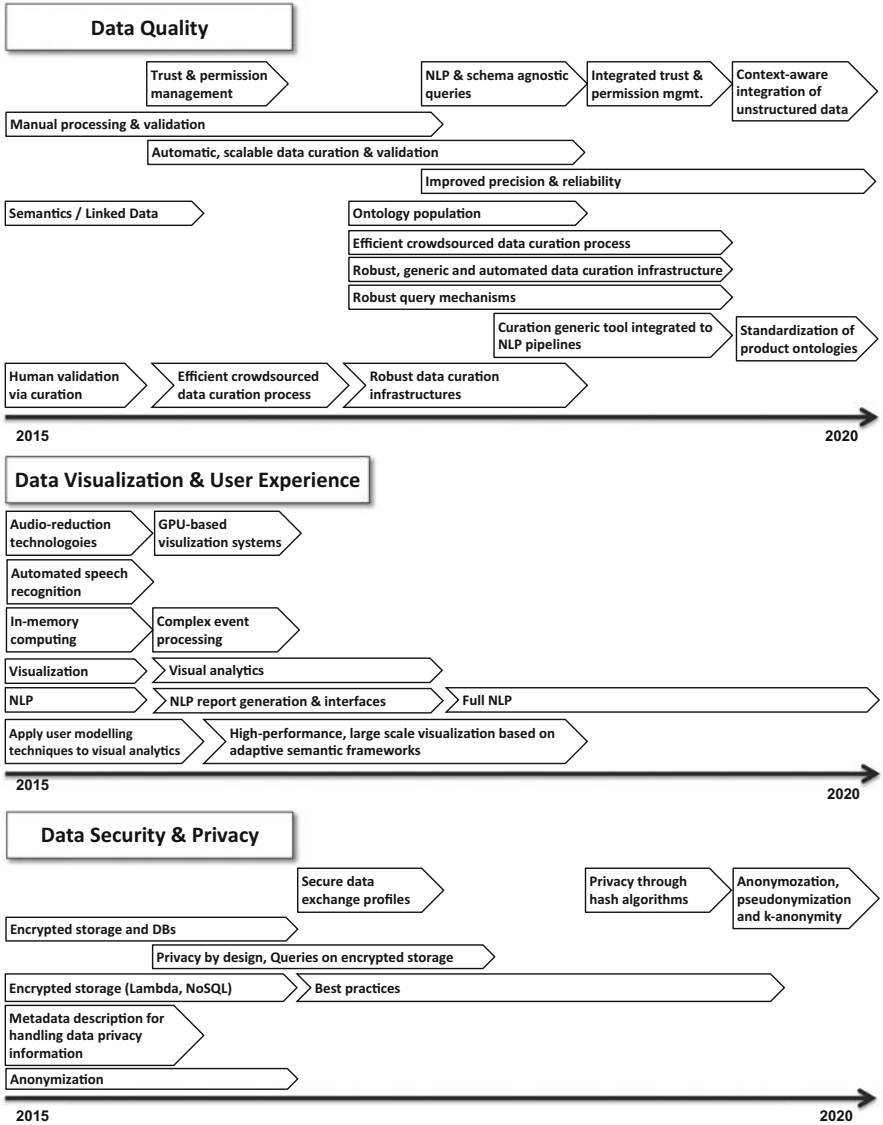 Data Quality
Trust & permission
management
NLP & schema agnostic
queries
Integrated trust &
permission mgmt.
Context-aware
integration of
unstructured data
Manual processing & validation
Automatic, scalable data curation & validation
Improved precision & reliability
Semantics / Linked Data
Ontology population
Efficient crowdsourced data curation process
Robust, generic and automated data curation infrastructure
Robust query mechanisms
Curation generic tool integrated to
NLP pipelines
Standardization of
product ontologies
Human validation
via curation
Efficient crowdsourced
data curation process
Robust data curation
infrastructures
2015
2020
Data Visualization & User Experience
Audio-reduction
technologoies
GPU-based
visulization systems
Automated speech
recognition
In-memory
computing
Complex event
processing
Visualization
Visual analytics
NLP
NLP report generation & interfaces
Full NLP
Apply user modelling
techniques to visual analytics
High-performance, large scale visualization based on
adaptive semantic frameworks
2015
2020
Data Security & Privacy
Secure data
exchange profiles
Privacy through
hash algorithms
Anonymozation,
pseudonymization
and k-anonymity
Encrypted storage and DBs
Privacy by design, Queries on encrypted storage
Encrypted storage (Lambda, NoSQL)
Best practices
Metadata description for
handling data privacy
information
Anonymization
2015
2020